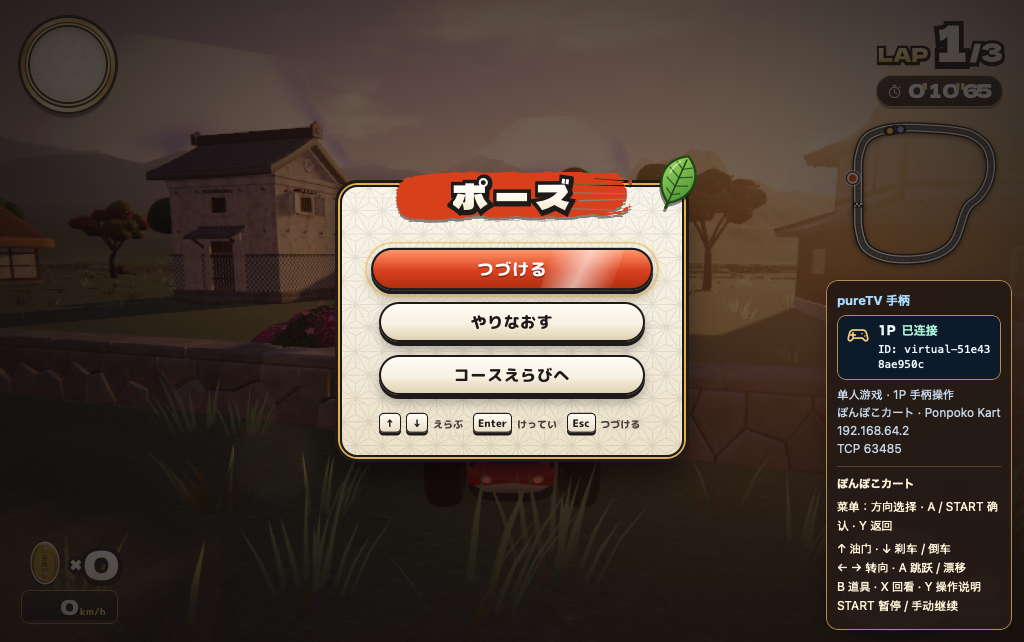 LAP 1/3
0'10"65
ポーズ
つづける
やりなおす
コースえらびへ
↑ ↓ えらぶ Enter けってい Esc つづける
×0
0km/h
pureTV 手柄
1P 已连接
ID: virtual-51e43
8ae950c
单人游戏 · 1P 手柄操作
ぽんぽこカート · Ponpoko Kart
192.168.64.2
TCP 63485
ぽんぽこカート
菜单：方向选择 · A / START 确
认 · Y 返回
↑ 油门 · ↓ 刹车 / 倒车
← → 转向 · A 跳跃 / 漂移
B 道具 · X 回看 · Y 操作说明
START 暂停 / 手动继续